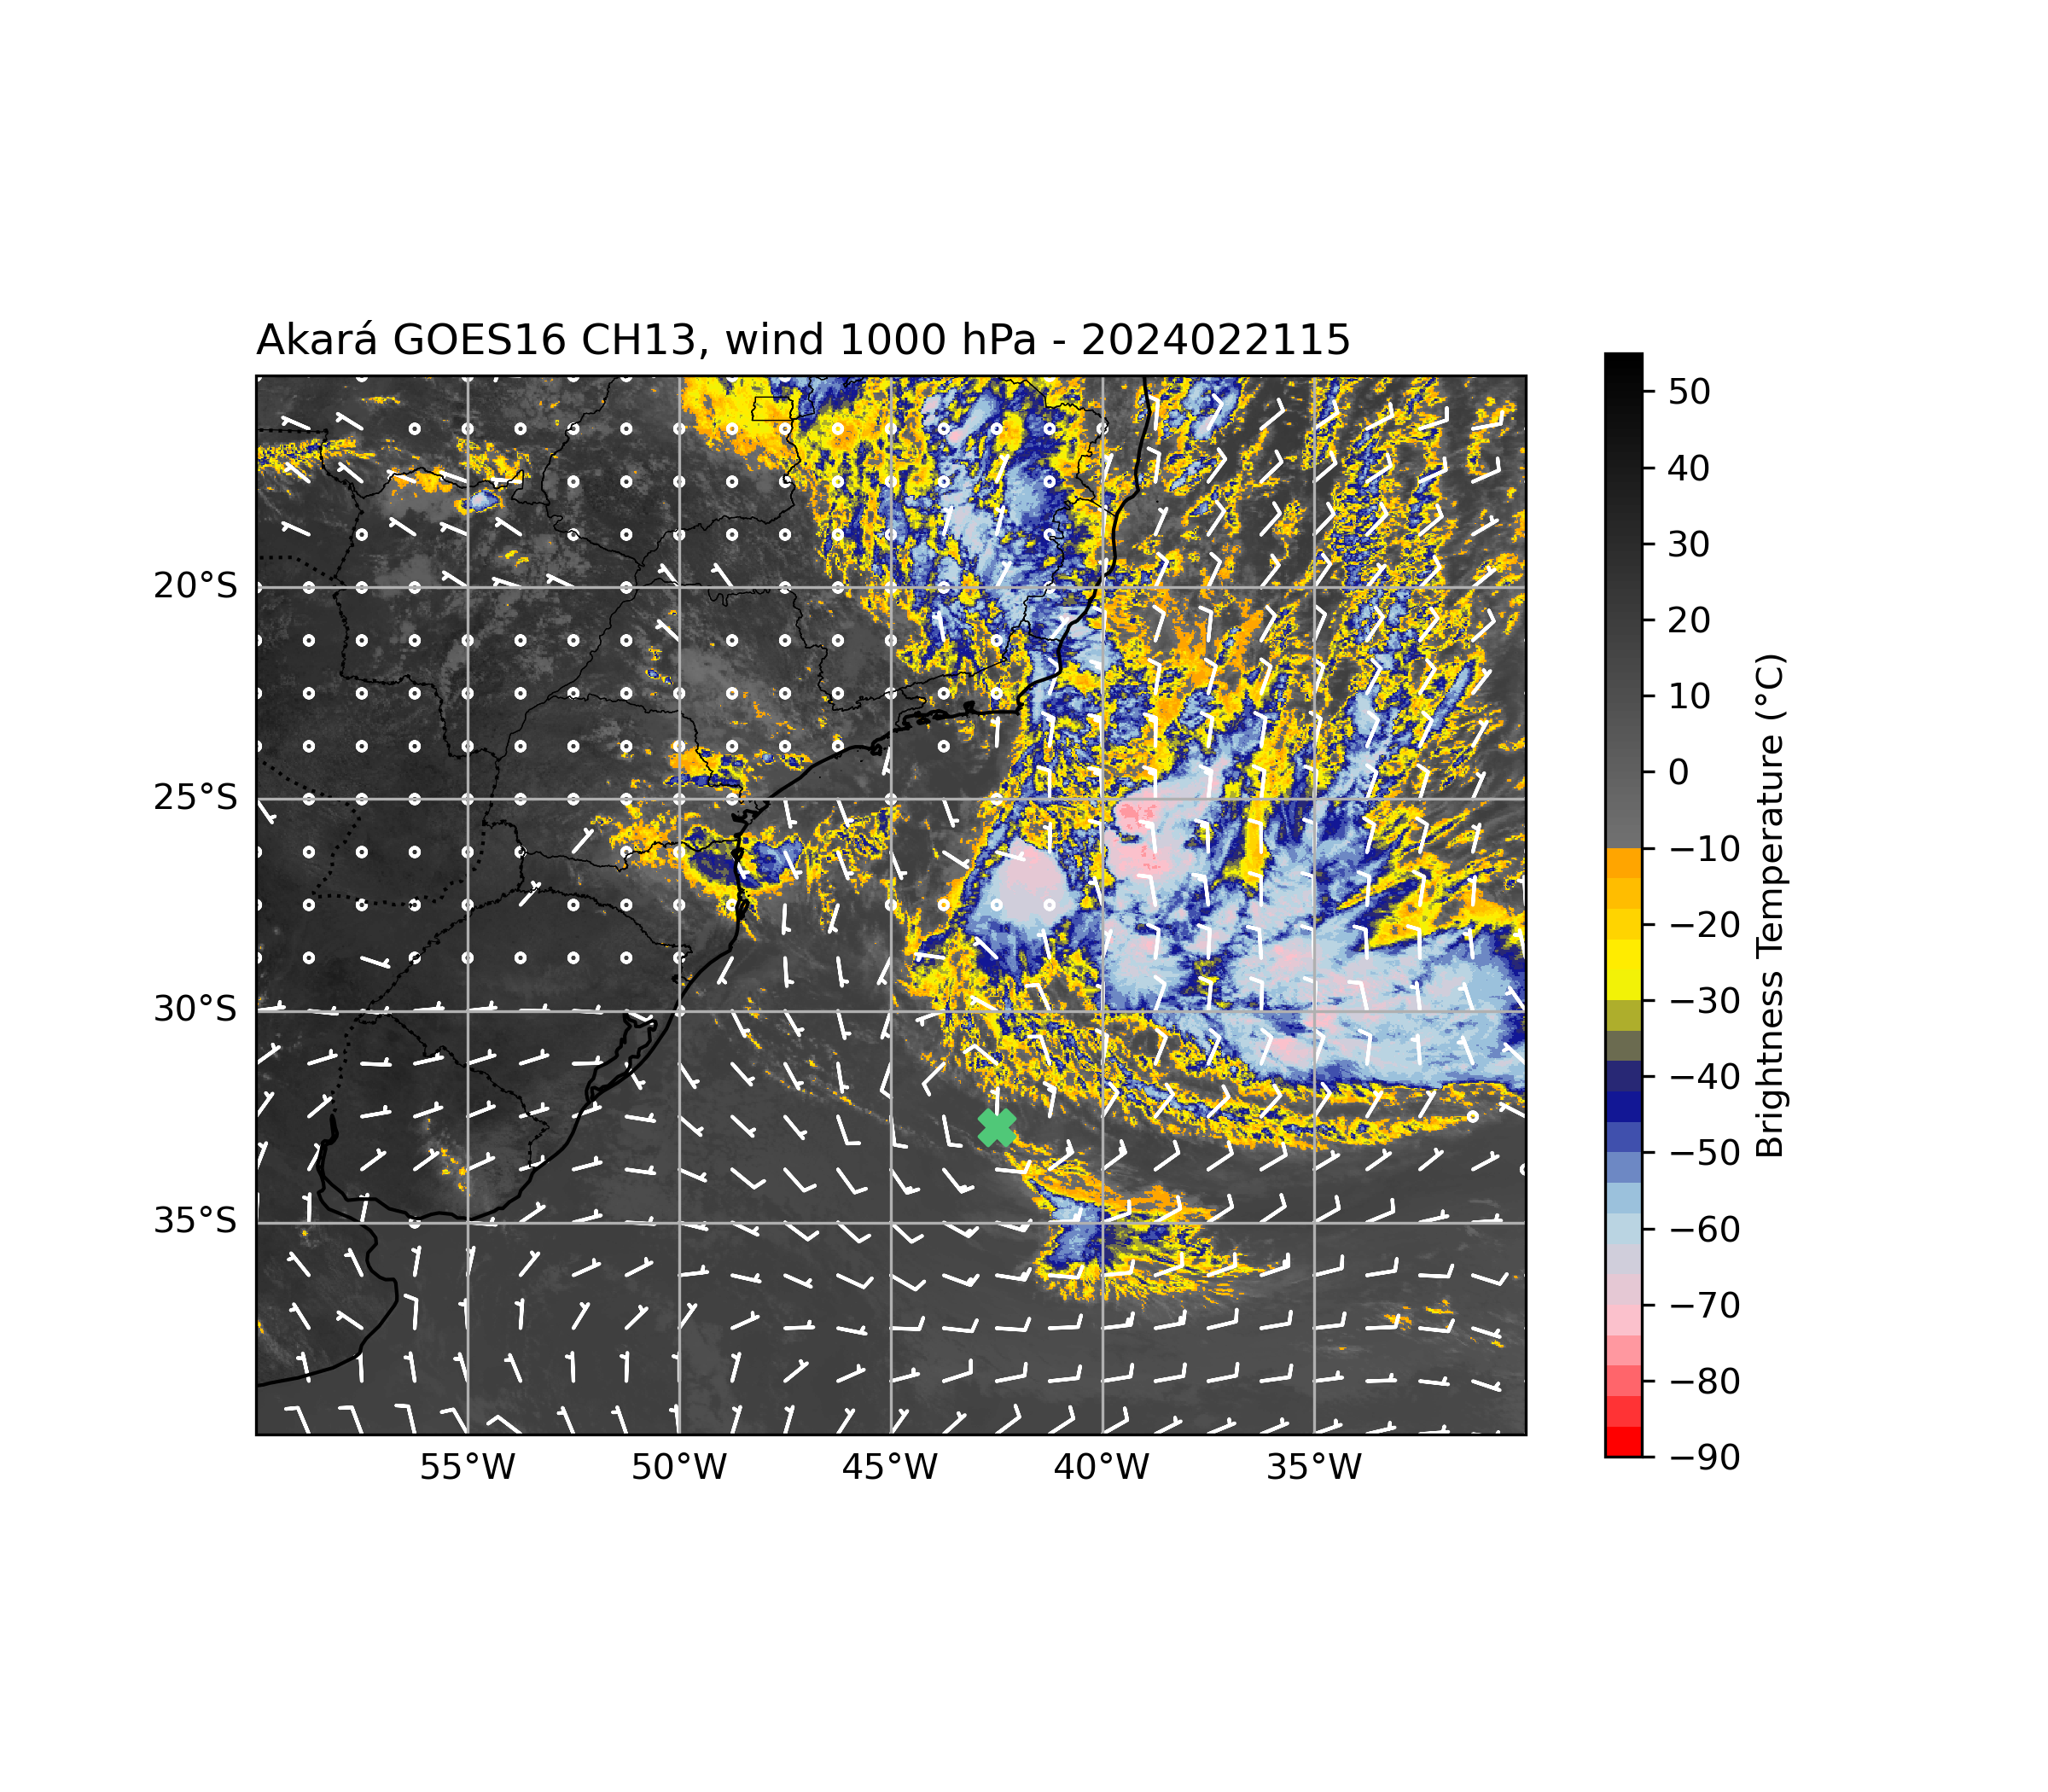 Akará GOES16 CH13, wind 1000 hPa - 2024022115
20°S
25°S
30°S
35°S
55°W
50°W
45°W
40°W
35°W
50
40
30
20
10
0
−10
−20
−30
−40
−50
−60
−70
−80
−90
Brightness Temperature (°C)